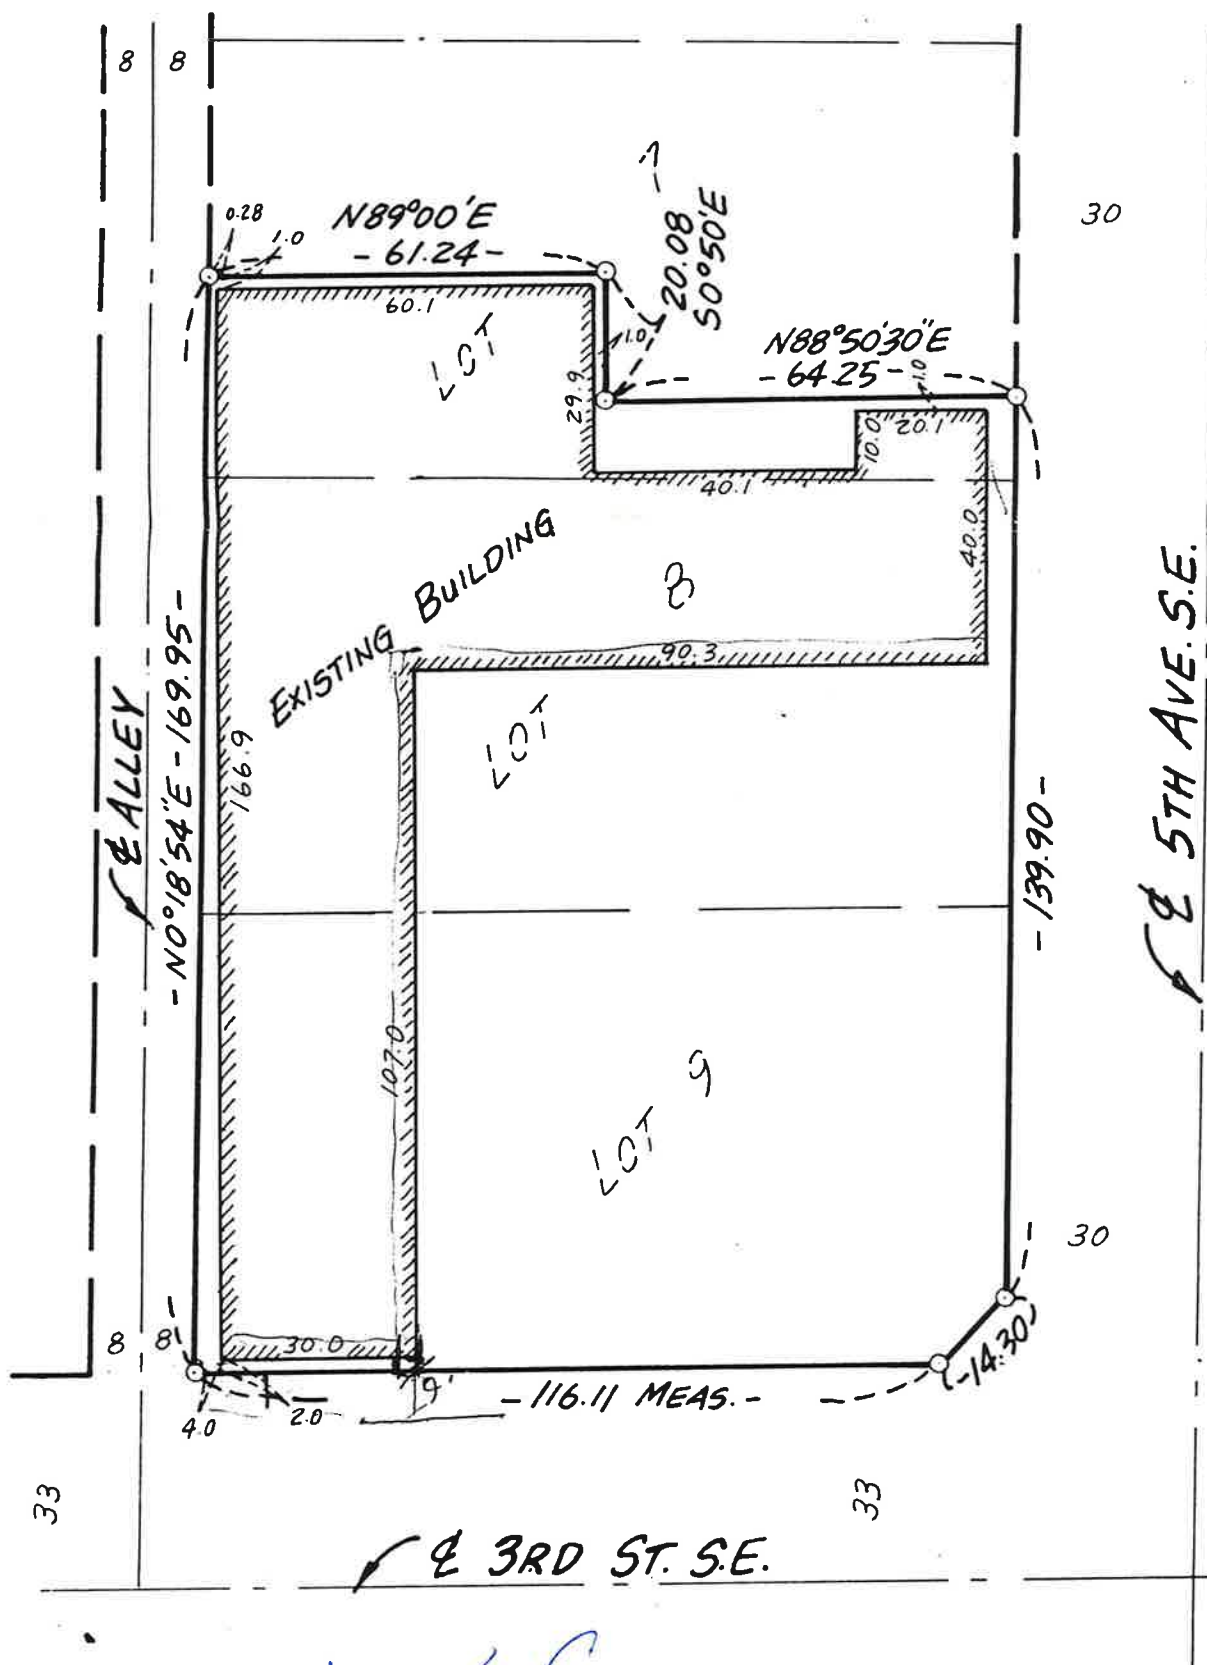 8
8
30
0.28
N89°00'E
1.0
- 61.24 -
20.08
S0°50'E
60.1
LOT
1.0
N88°50'30"E
- 64.25 -
1.0
29.9
10.0
20.1
40.1
40.0
EXISTING BUILDING
8
90.3
LOT
℄ ALLEY
- N0°18'54"E - 169.95 -
166.9
- 139.90 -
℄ 5TH AVE. S.E.
107.0
9
LOT
30
8
8
30.0
- 14.30
4.0
2.0
9'
- 116.11 MEAS. -
33
33
℄ 3RD ST. S.E.